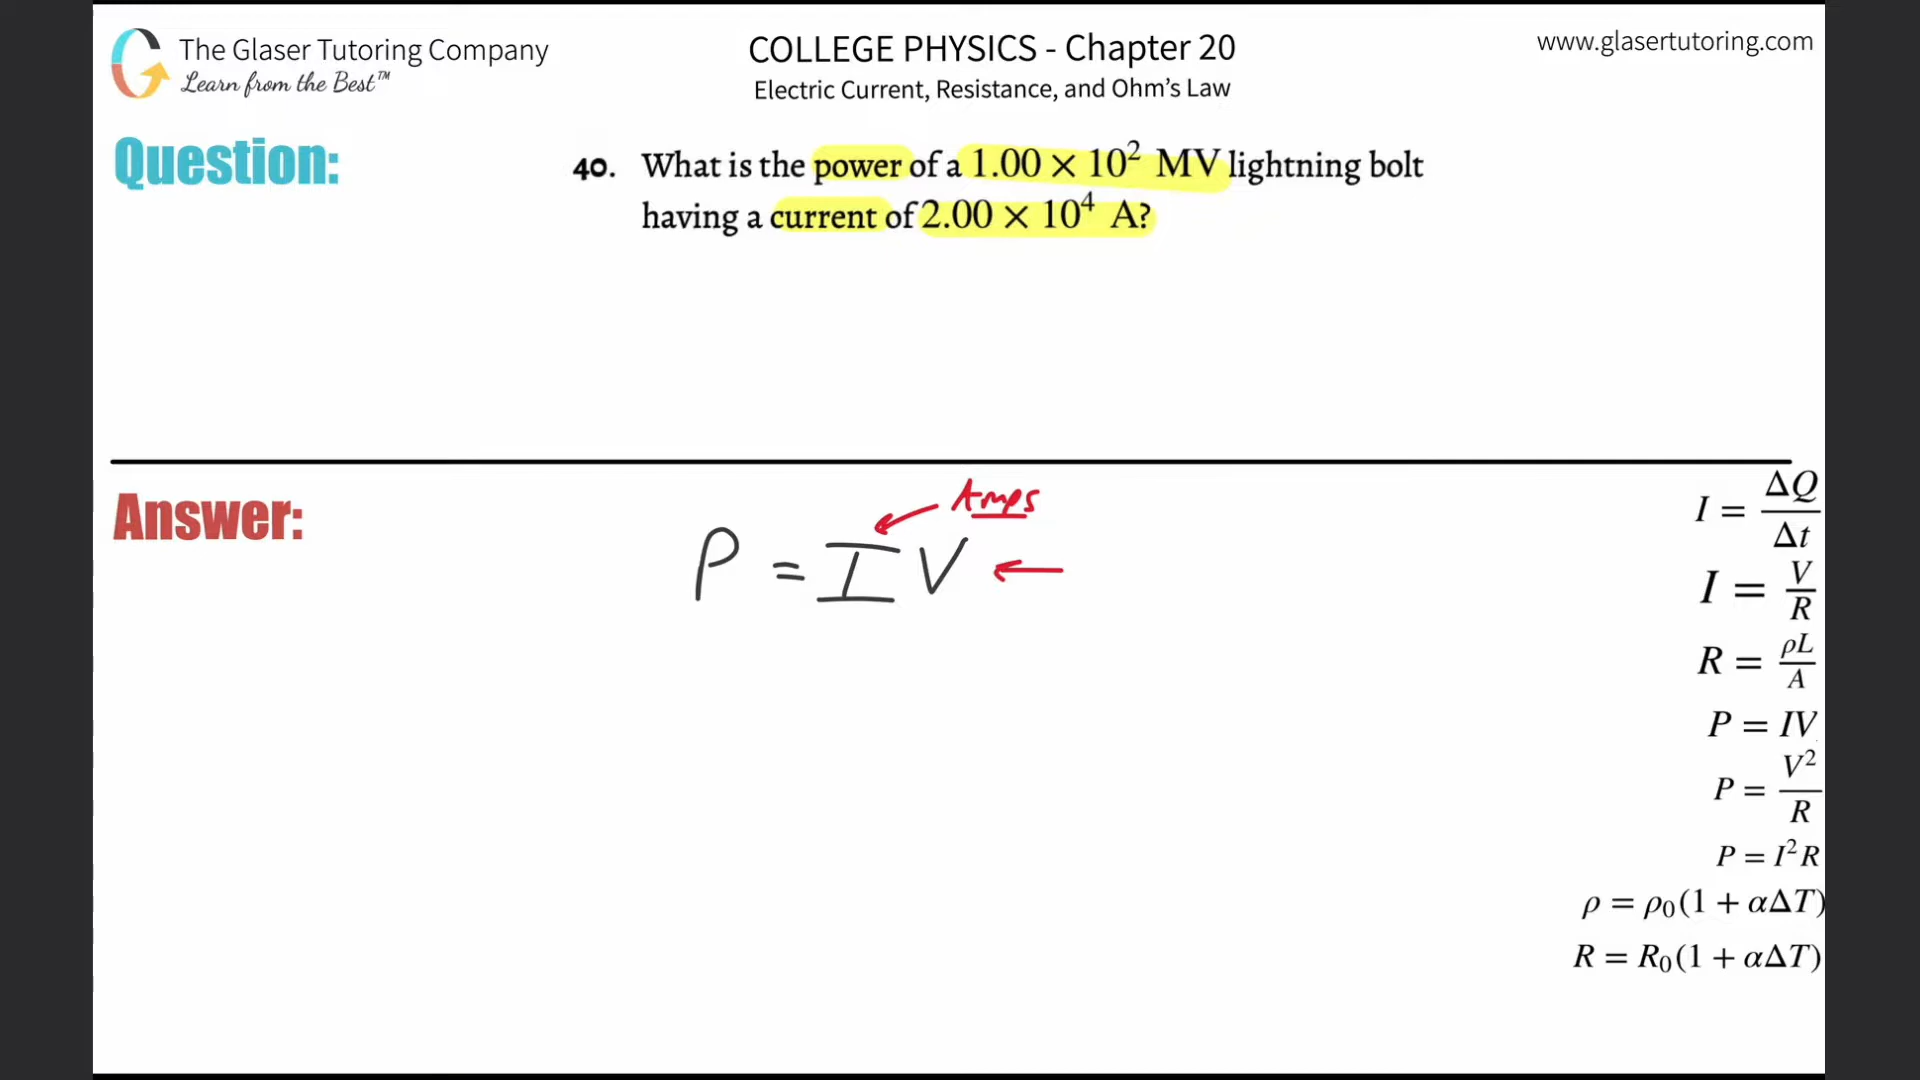 The Glaser Tutoring Company
Learn from the Best™
COLLEGE PHYSICS - Chapter 20
Electric Current, Resistance, and Ohm's Law
www.glasertutoring.com
Question:
40. What is the power of a 1.00 × 10² MV lightning bolt
having a current of 2.00 × 10⁴ A?
Answer:
Amps
P = I V
I = ΔQ/Δt
I = V/R
R = ρL/A
P = IV
P = V²/R
P = I²R
ρ = ρ₀(1 + αΔT)
R = R₀(1 + αΔT)